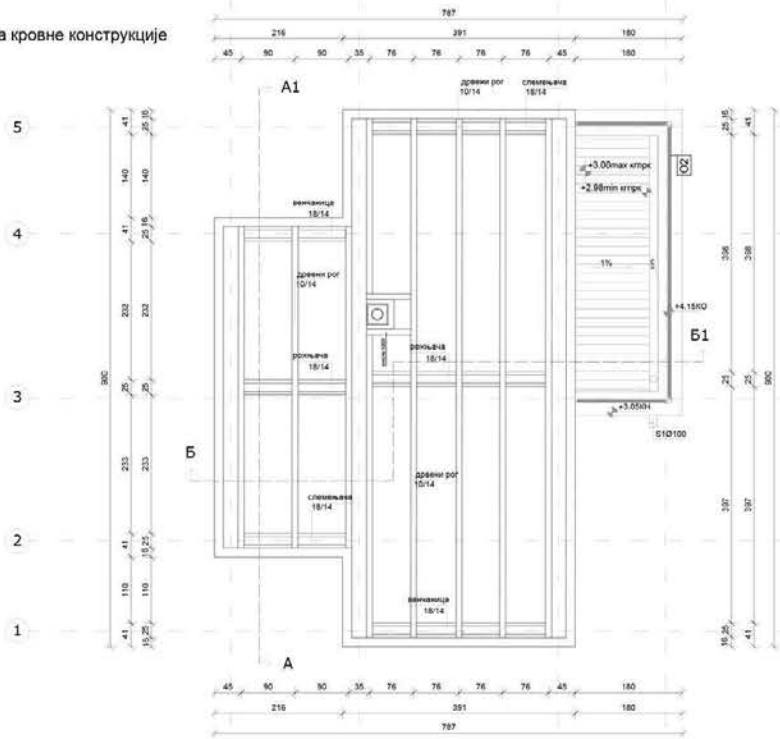 787
а кровне конструкције
216 391 180
45 90 90 35 76 76 76 76 45 180
А1
дрвени рог
10/14
слемењача
18/14
5
4
3
2
1
900
41
140
41
232
25
233
41
110
41
25 16
140
25 16
232
25
233
16 25
110
16 25
+3.00max кгпрк
+2.98min кгпрк
О2
венчаница
18/14
дрвени рог
10/14
1%
+4.15КО
Б1
рожњача
18/14
рожњача
18/14
+3.05КН
S1Ø100
Б
дрвени рог
10/14
слемењача
18/14
венчаница
18/14
А
25 16
398
25
397
16 25
41
398
25
397
41
900
45 90 90 35 76 76 76 76 45 180
216 391 180
787